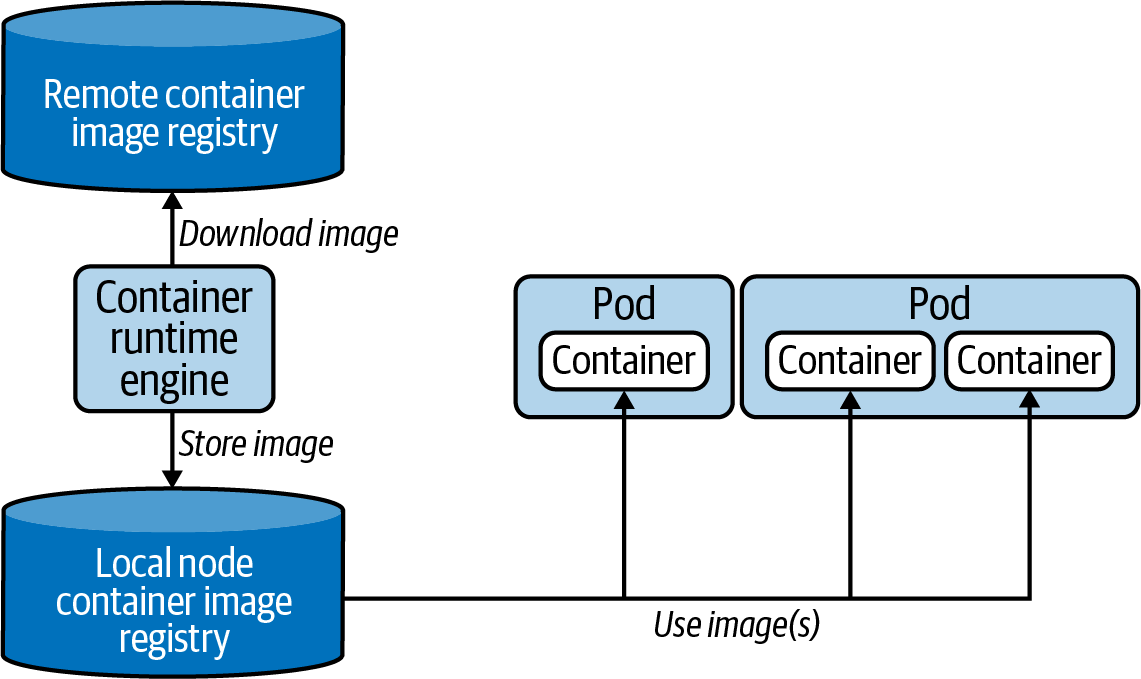 Remote container
image registry
Download image
Container
runtime
engine
Store image
Local node
container image
registry
Pod
Container
Pod
Container
Container
Use image(s)